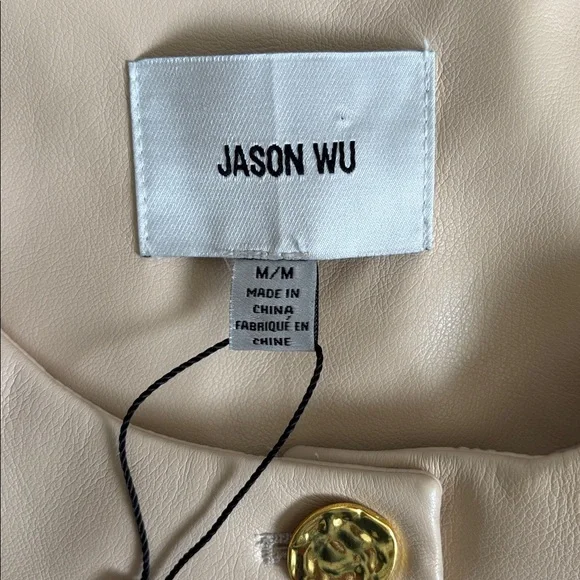 JASON WU
M/M
MADE IN
CHINA
FABRIQUÉ EN
CHINE